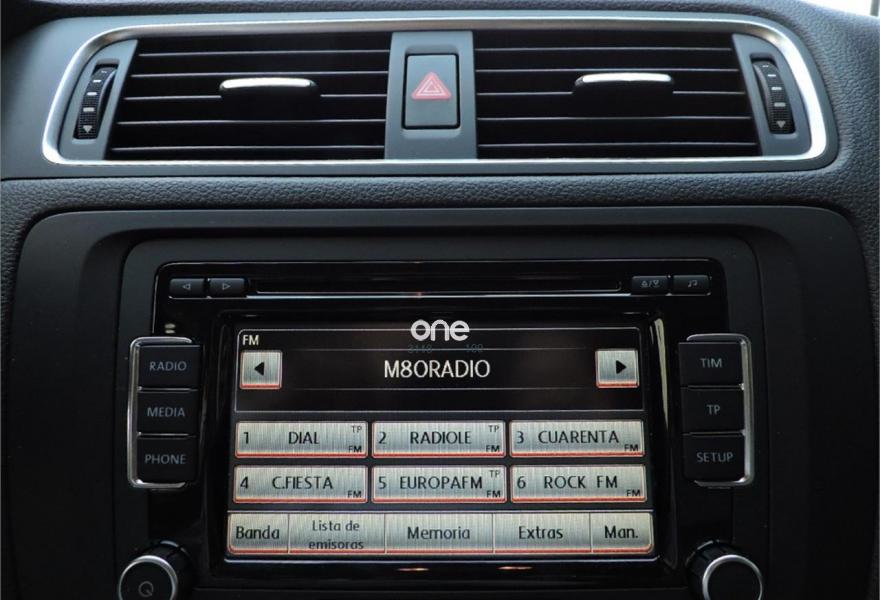 one
FM
M80RADIO
RADIO
MEDIA
PHONE
TIM
TP
SETUP
1 DIAL TP FM
2 RADIOLE TP FM
3 CUARENTA FM
4 C.FIESTA FM
5 EUROPAFM TP FM
6 ROCK FM FM
Banda
Lista de
emisoras
Memoria
Extras
Man.